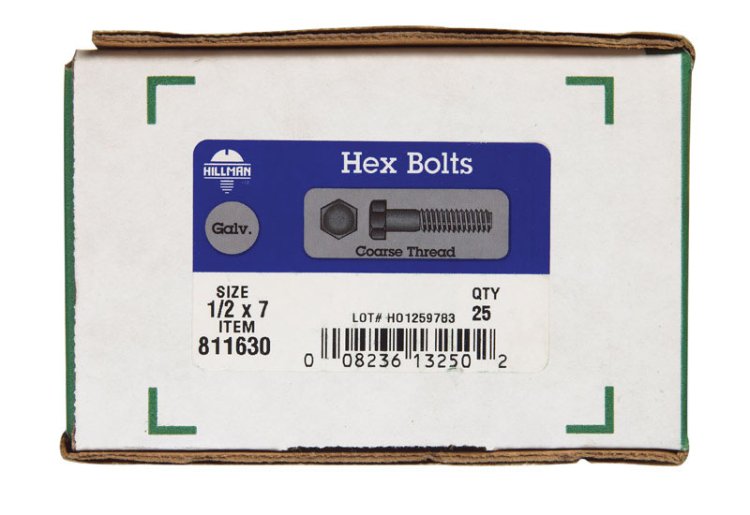 HILLMAN
Hex Bolts
Galv.
Coarse Thread
SIZE
1/2 x 7
ITEM
811630
LOT# H01259783
QTY
25
0 08236 13250 2